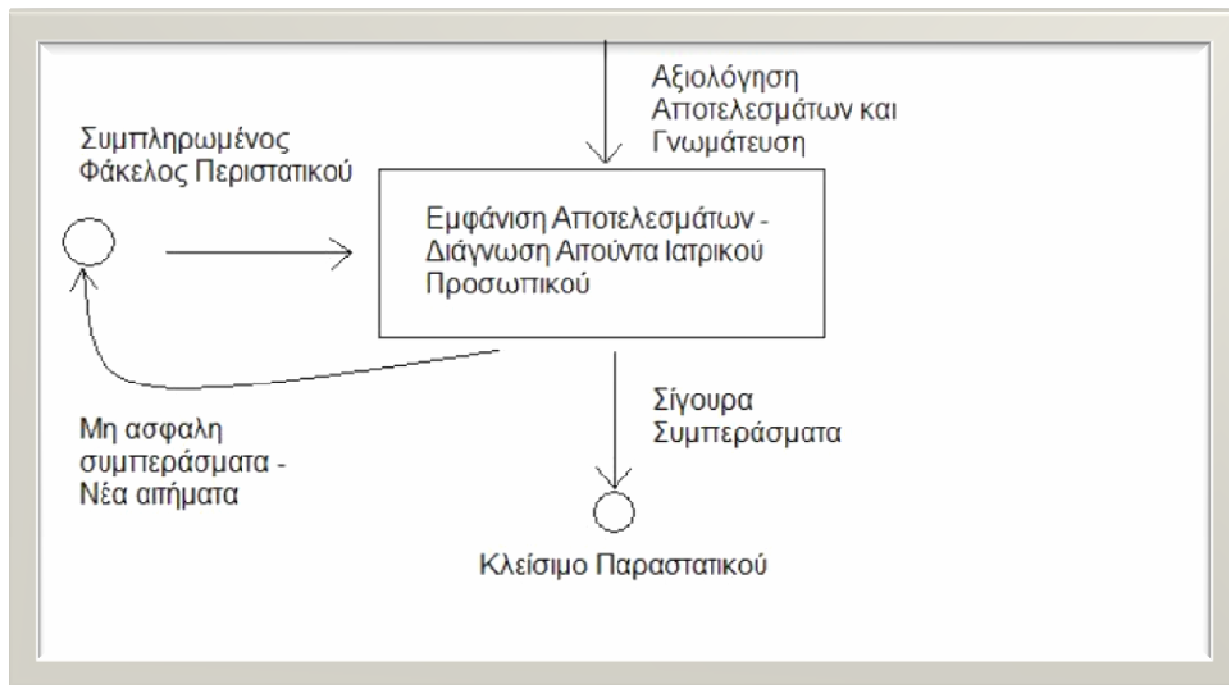 Αξιολόγηση
Αποτελεσμάτων και
Γνωμάτευση
Συμπληρωμένος
Φάκελος Περιστατικού
Εμφάνιση Αποτελεσμάτων -
Διάγνωση Αιτούντα Ιατρικού
Προσωπικού
Μη ασφαλη
συμπεράσματα -
Νέα αιτήματα
Σίγουρα
Συμπεράσματα
Κλείσιμο Παραστατικού